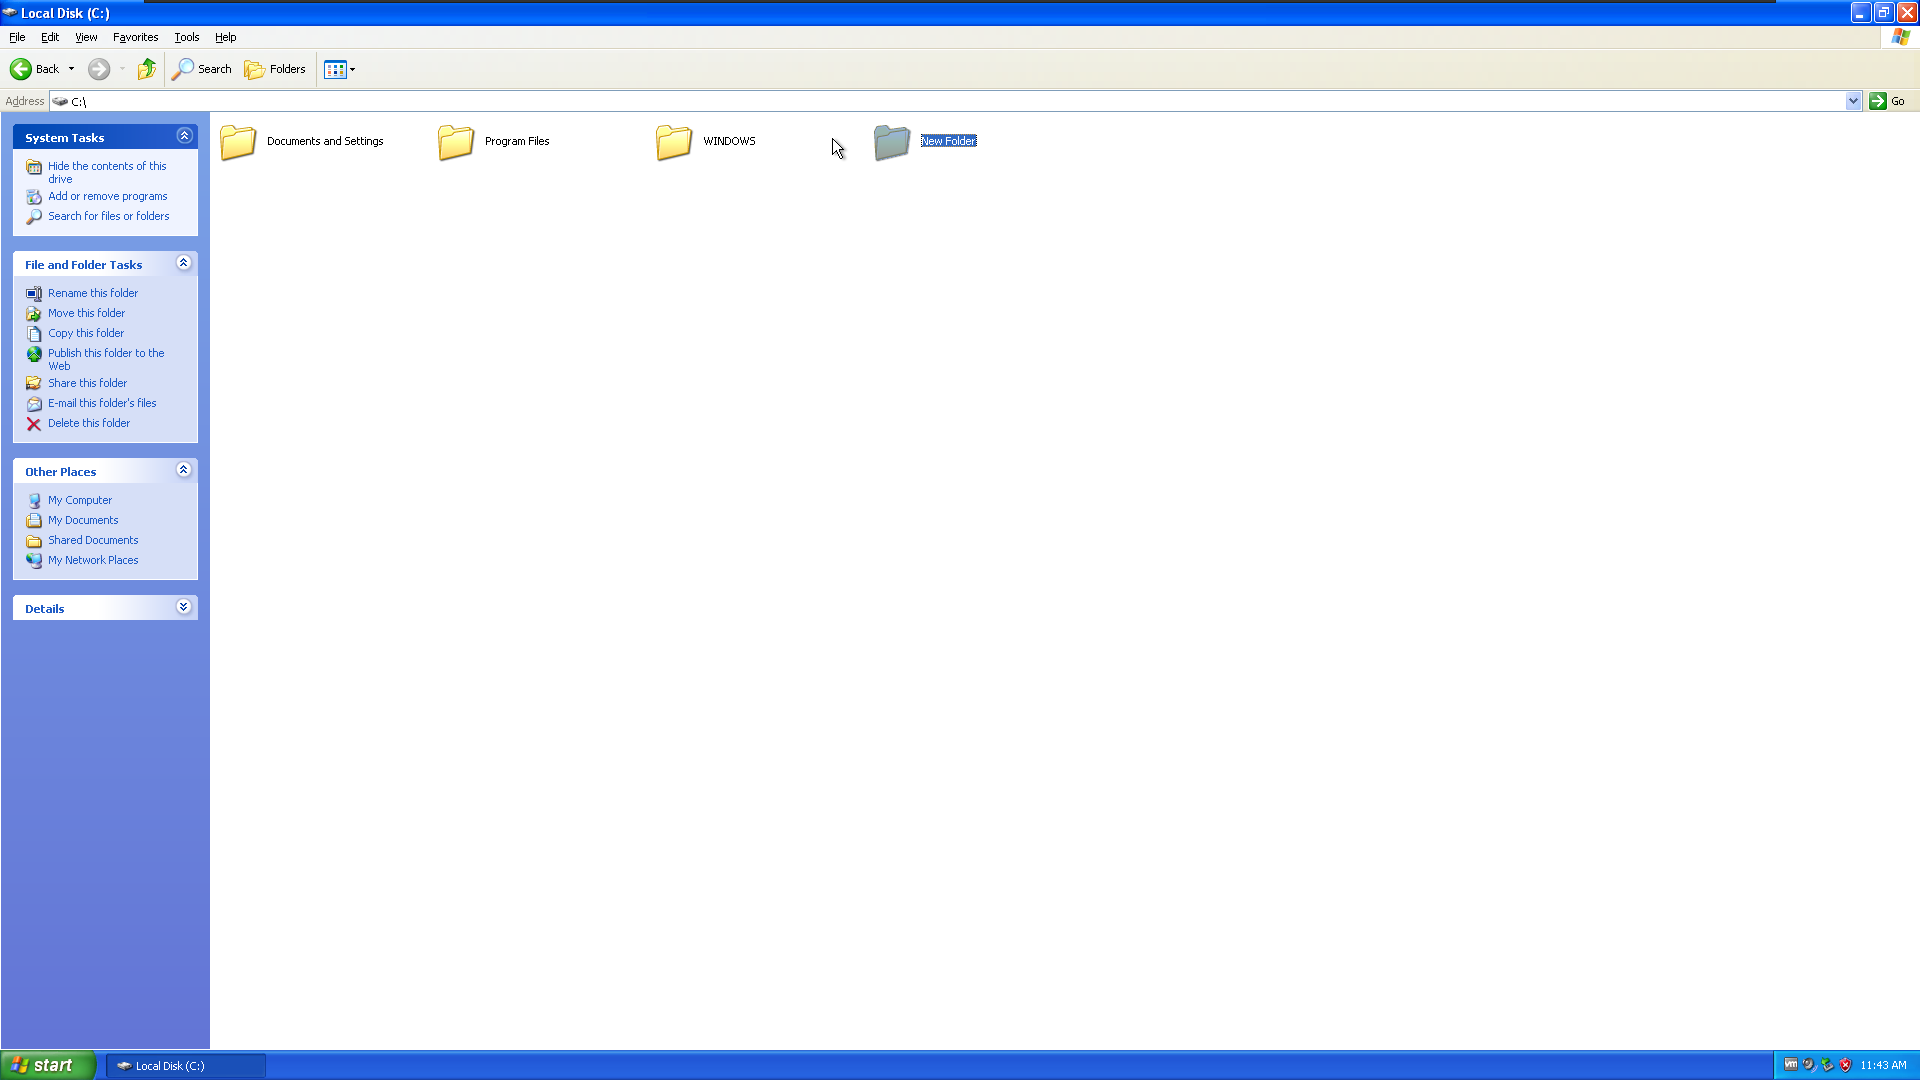 Local Disk (C:)
File Edit View Favorites Tools Help
Back Search Folders
Address C:\ Go
System Tasks
Hide the contents of this
drive
Add or remove programs
Search for files or folders
File and Folder Tasks
Rename this folder
Move this folder
Copy this folder
Publish this folder to the
Web
Share this folder
E-mail this folder's files
Delete this folder
Other Places
My Computer
My Documents
Shared Documents
My Network Places
Details
Documents and Settings
Program Files
WINDOWS
New Folder
start
Local Disk (C:)
vm
11:43 AM